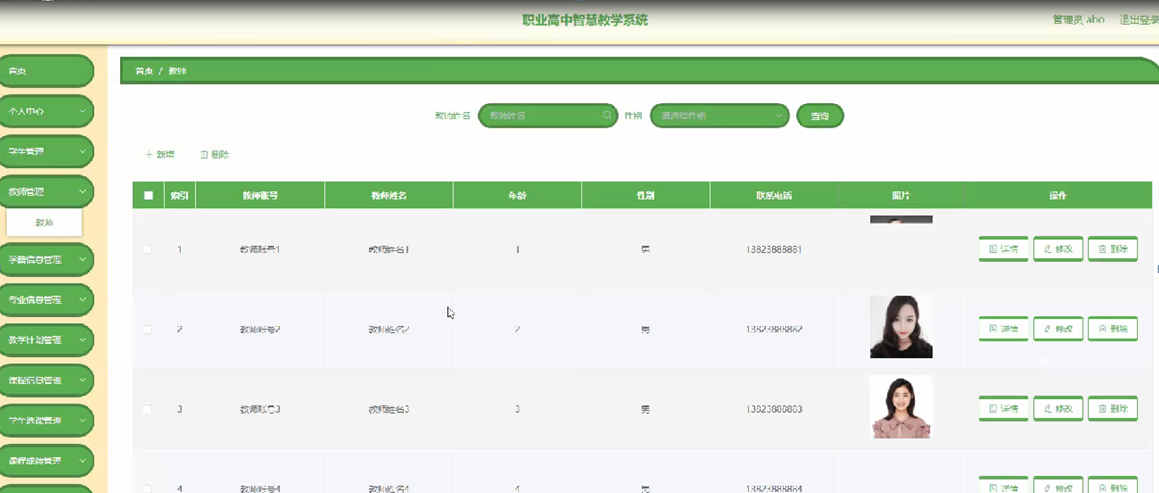 职业高中智慧教学系统
管理员 abo 退出登录
首页
个人中心
学生管理
教师管理
教师
学籍信息管理
专业信息管理
教学计划管理
课程信息管理
学生选课管理
课程成绩管理
首页 / 教师
教师姓名 教师姓名 性别 请选择性别 查询
+ 新增 删除
索引 教师账号 教师姓名 年龄 性别 联系电话 照片 操作
1 教师账号1 教师姓名1 1 男 13823888881 详情 修改 删除
2 教师账号2 教师姓名2 2 男 13823888882 详情 修改 删除
3 教师账号3 教师姓名3 3 男 13823888883 详情 修改 删除
4 教师账号4 教师姓名4 4 男 13823888884 详情 修改 删除